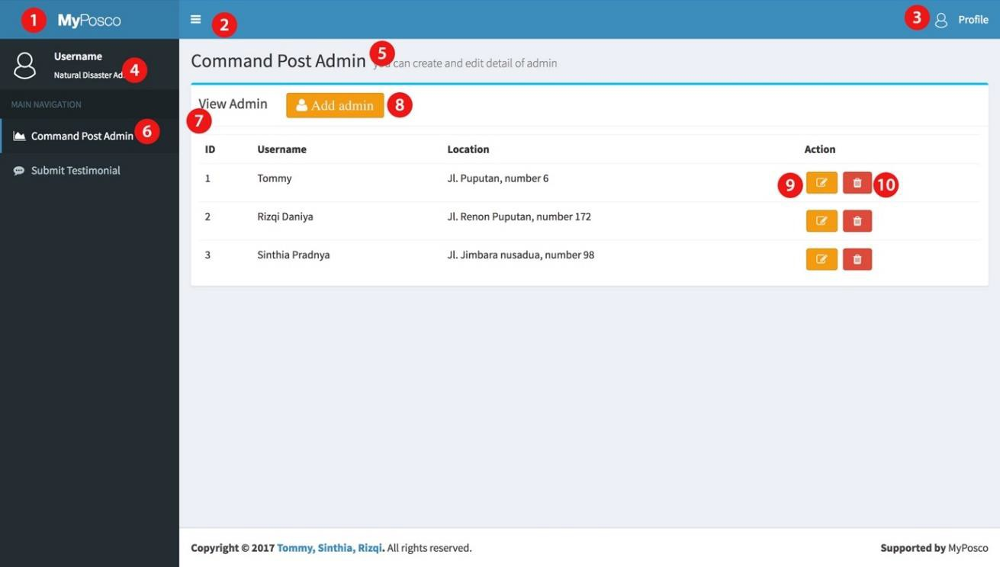 1 MyPosco
2
3 Profile
Username
Natural Disaster Ad
4
MAIN NAVIGATION
Command Post Admin 6
Submit Testimonial
Command Post Admin 5 can create and edit detail of admin
View Admin Add admin 8
7
ID Username Location Action
1 Tommy Jl. Puputan, number 6 9 10
2 Rizqi Daniya Jl. Renon Puputan, number 172
3 Sinthia Pradnya Jl. Jimbara nusadua, number 98
Copyright © 2017 Tommy, Sinthia, Rizqi. All rights reserved. Supported by MyPosco